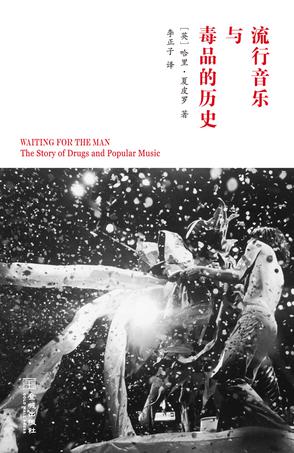 流行音乐
与
毒品的历史
[英] 哈里·夏皮罗 著
李正子 译
WAITING FOR THE MAN
The Story of Drugs and Popular Music